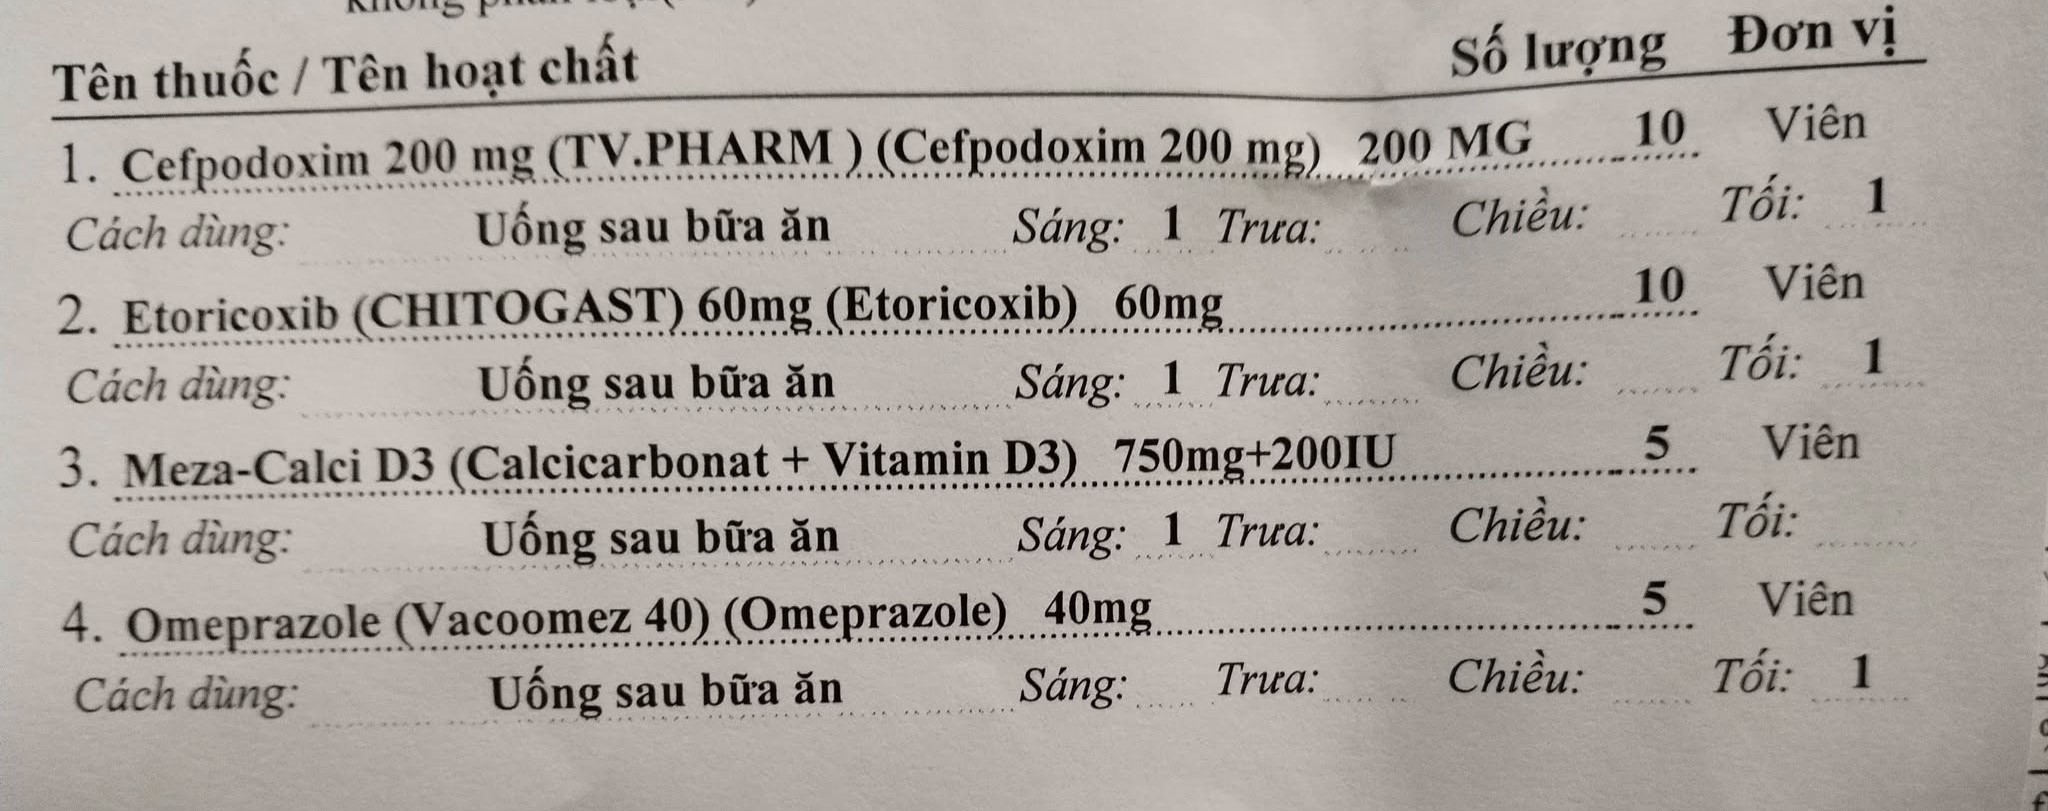 Tên thuốc / Tên hoạt chất Số lượng Đơn vị
1. Cefpodoxim 200 mg (TV.PHARM ) (Cefpodoxim 200 mg) 200 MG 10 Viên
Cách dùng: Uống sau bữa ăn Sáng: 1 Trưa: Chiều: Tối: 1
2. Etoricoxib (CHITOGAST) 60mg (Etoricoxib) 60mg 10 Viên
Cách dùng: Uống sau bữa ăn Sáng: 1 Trưa: Chiều: Tối: 1
3. Meza-Calci D3 (Calcicarbonat + Vitamin D3) 750mg+200IU 5 Viên
Cách dùng: Uống sau bữa ăn Sáng: 1 Trưa: Chiều: Tối:
4. Omeprazole (Vacoomez 40) (Omeprazole) 40mg 5 Viên
Cách dùng: Uống sau bữa ăn Sáng: Trưa: Chiều: Tối: 1